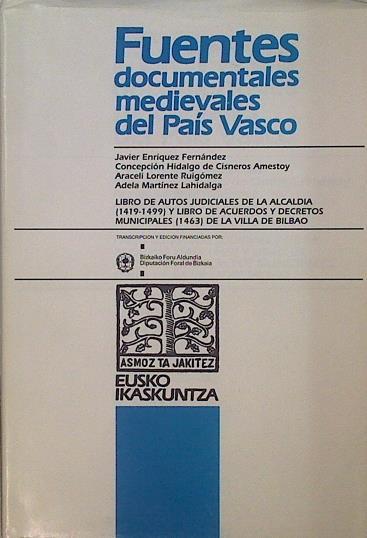 Fuentes
documentales
medievales
del País Vasco
Javier Enríquez Fernández
Concepción Hidalgo de Cisneros Amestoy
Araceli Lorente Ruigómez
Adela Martínez Lahidalga
LIBRO DE AUTOS JUDICIALES DE LA ALCALDIA
(1419-1499) Y LIBRO DE ACUERDOS Y DECRETOS
MUNICIPALES (1463) DE LA VILLA DE BILBAO
TRANSCRIPCION Y EDICION FINANCIADAS POR:
Bizkaiko Foru Aldundia
Diputación Foral de Bizkaia
ASMOZ TA JAKITEZ
EUSKO
IKASKUNTZA